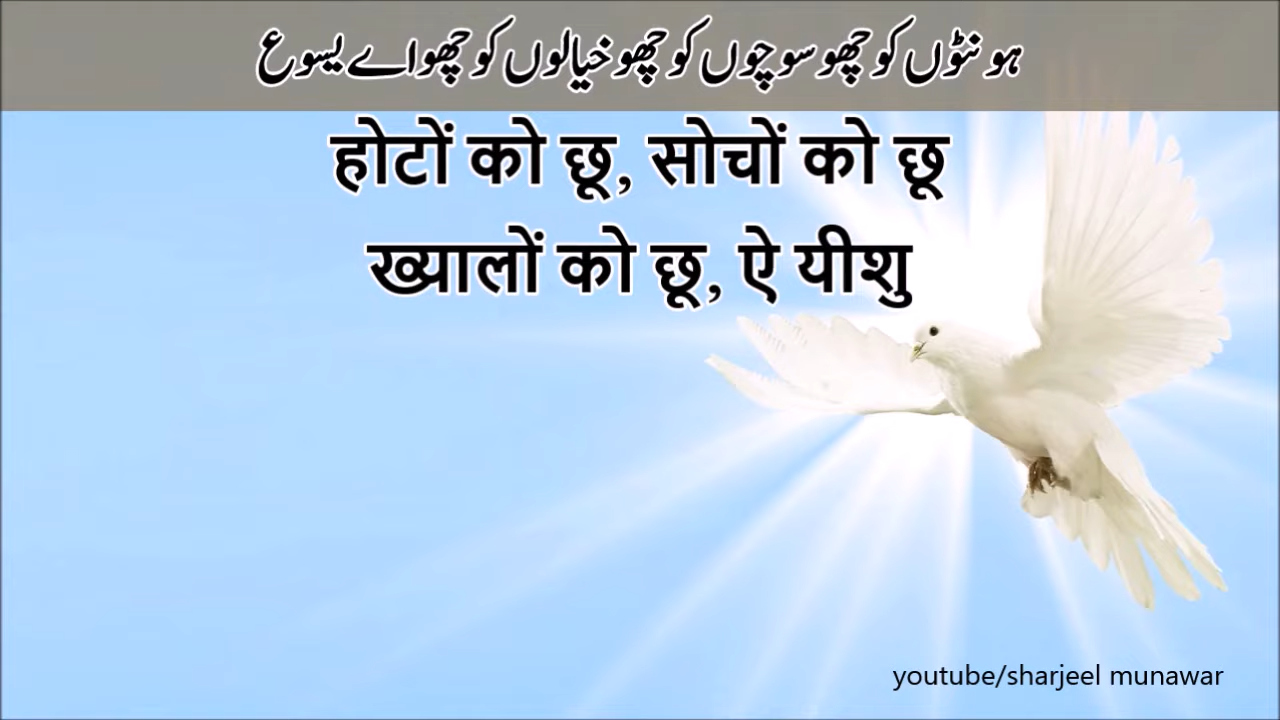 ہونٹوں کو چھو سوچوں کو چھو خیالوں کو چھو اے یسوع
होटों को छू, सोचों को छू
ख्यालों को छू, ऐ यीशु
youtube/sharjeel munawar